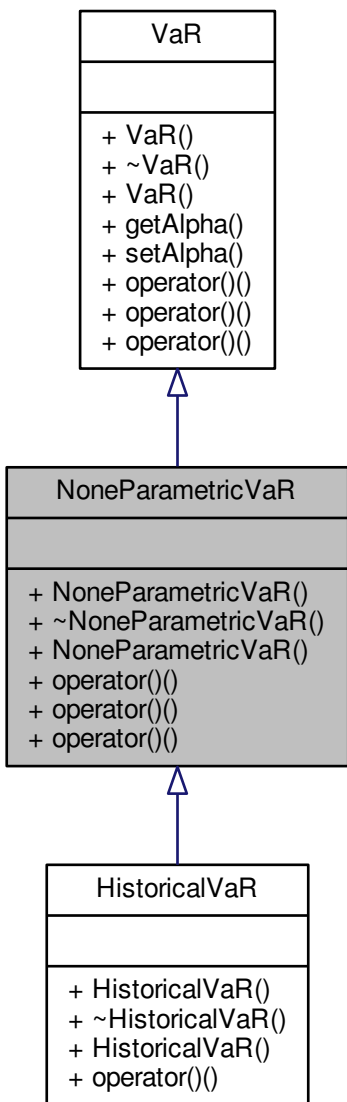 VaR
+ VaR()
+ ~VaR()
+ VaR()
+ getAlpha()
+ setAlpha()
+ operator()()
+ operator()()
+ operator()()
NoneParametricVaR
+ NoneParametricVaR()
+ ~NoneParametricVaR()
+ NoneParametricVaR()
+ operator()()
+ operator()()
+ operator()()
HistoricalVaR
+ HistoricalVaR()
+ ~HistoricalVaR()
+ HistoricalVaR()
+ operator()()